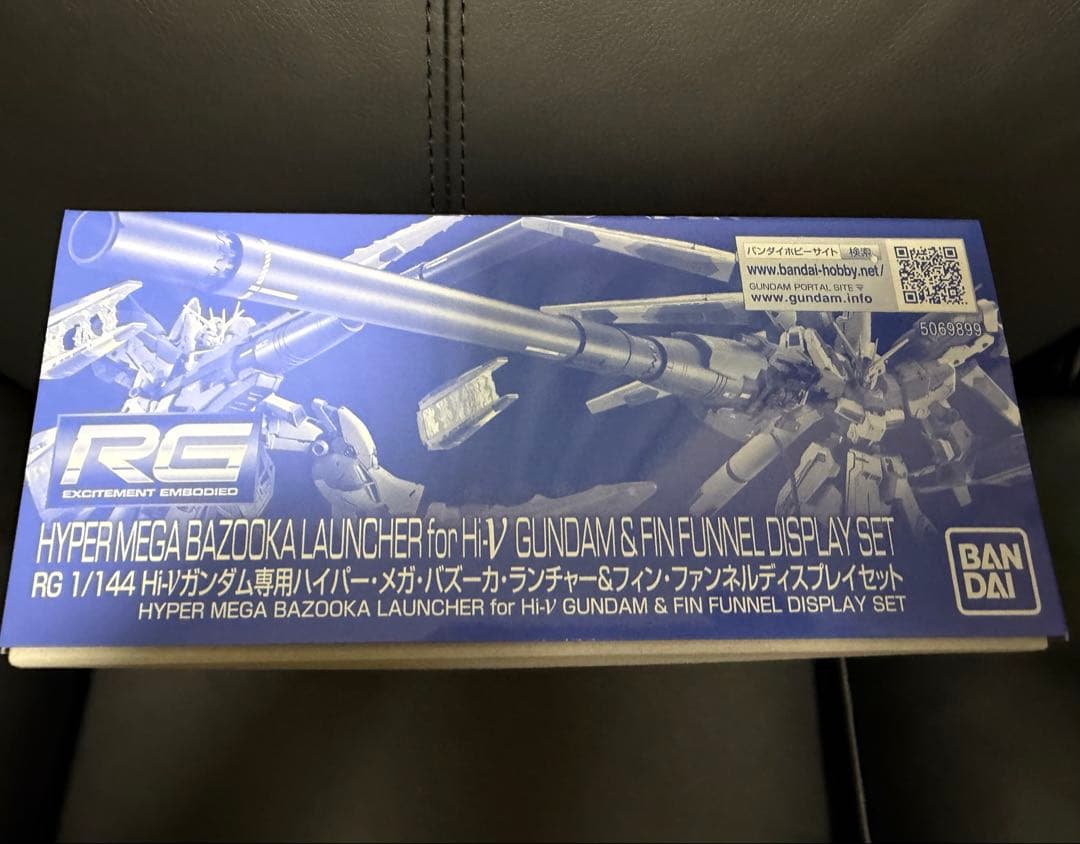 バンダイホビーサイト 検索
www.bandai-hobby.net/
GUNDAM PORTAL SITE
www.gundam.info
5069899
RG
EXCITEMENT EMBODIED
HYPER MEGA BAZOOKA LAUNCHER for Hi-ν GUNDAM & FIN FUNNEL DISPLAY SET
RG 1/144 Hi-νガンダム専用ハイパー・メガ・バズーカ・ランチャー&フィン・ファンネルディスプレイセット
HYPER MEGA BAZOOKA LAUNCHER for Hi-ν GUNDAM & FIN FUNNEL DISPLAY SET
BAN
DAI